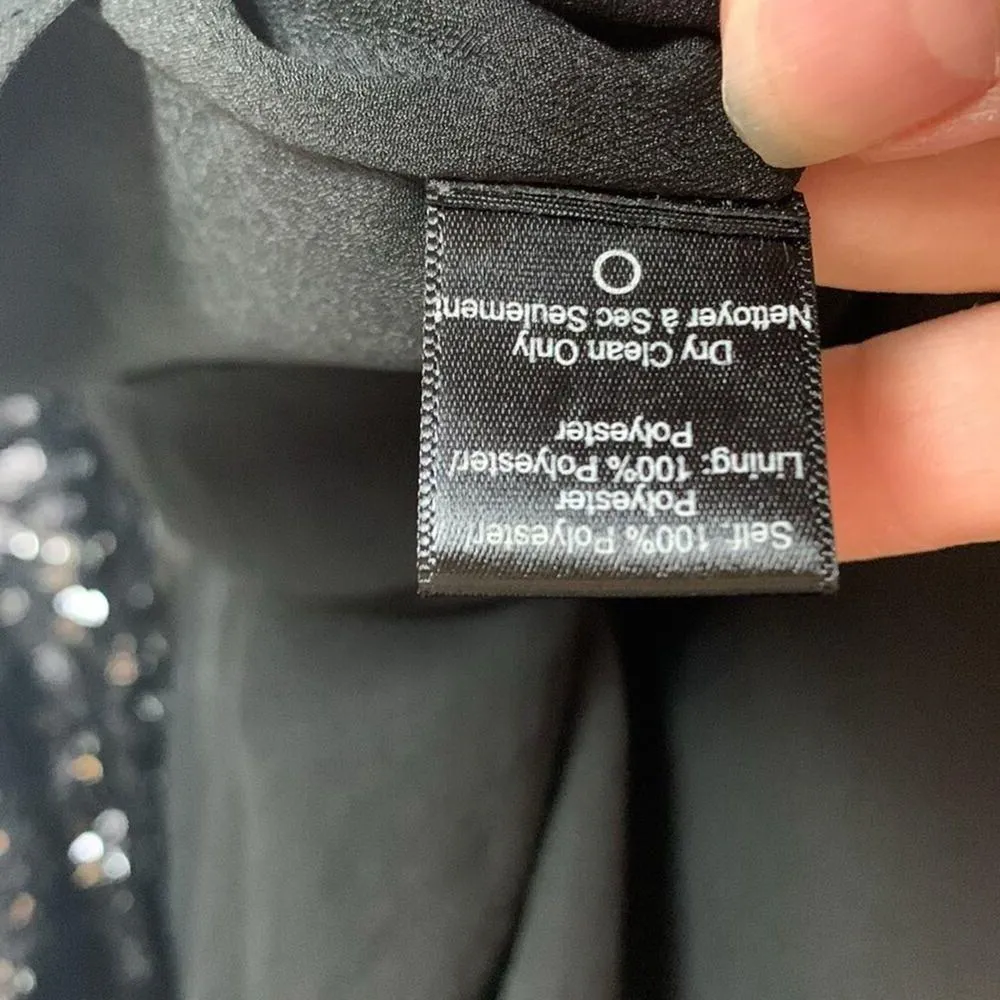 Self: 100% Polyester/
Polyester
Lining: 100% Polyester/
Polyester
Dry Clean Only
Nettoyer à Sec Seulement